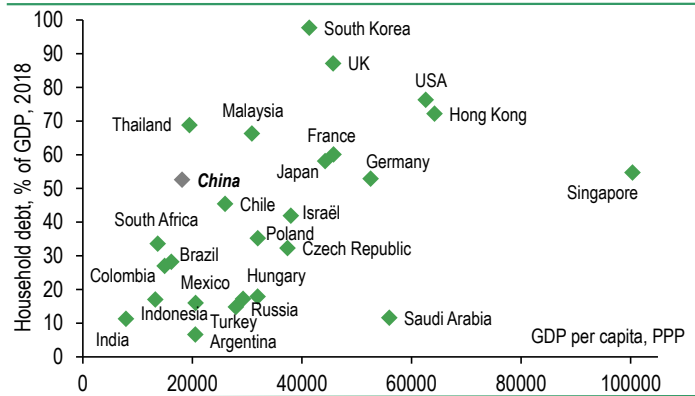 Household debt, % of GDP, 2018
100
90
80
70
60
50
40
30
20
10
0
South Korea
UK
USA
Hong Kong
Thailand
Malaysia
France
Japan
Germany
China
Singapore
Chile
Israël
South Africa
Poland
Brazil
Czech Republic
Colombia
Mexico
Hungary
Indonesia
Russia
Turkey
Saudi Arabia
India
Argentina
GDP per capita, PPP
0
20000
40000
60000
80000
100000